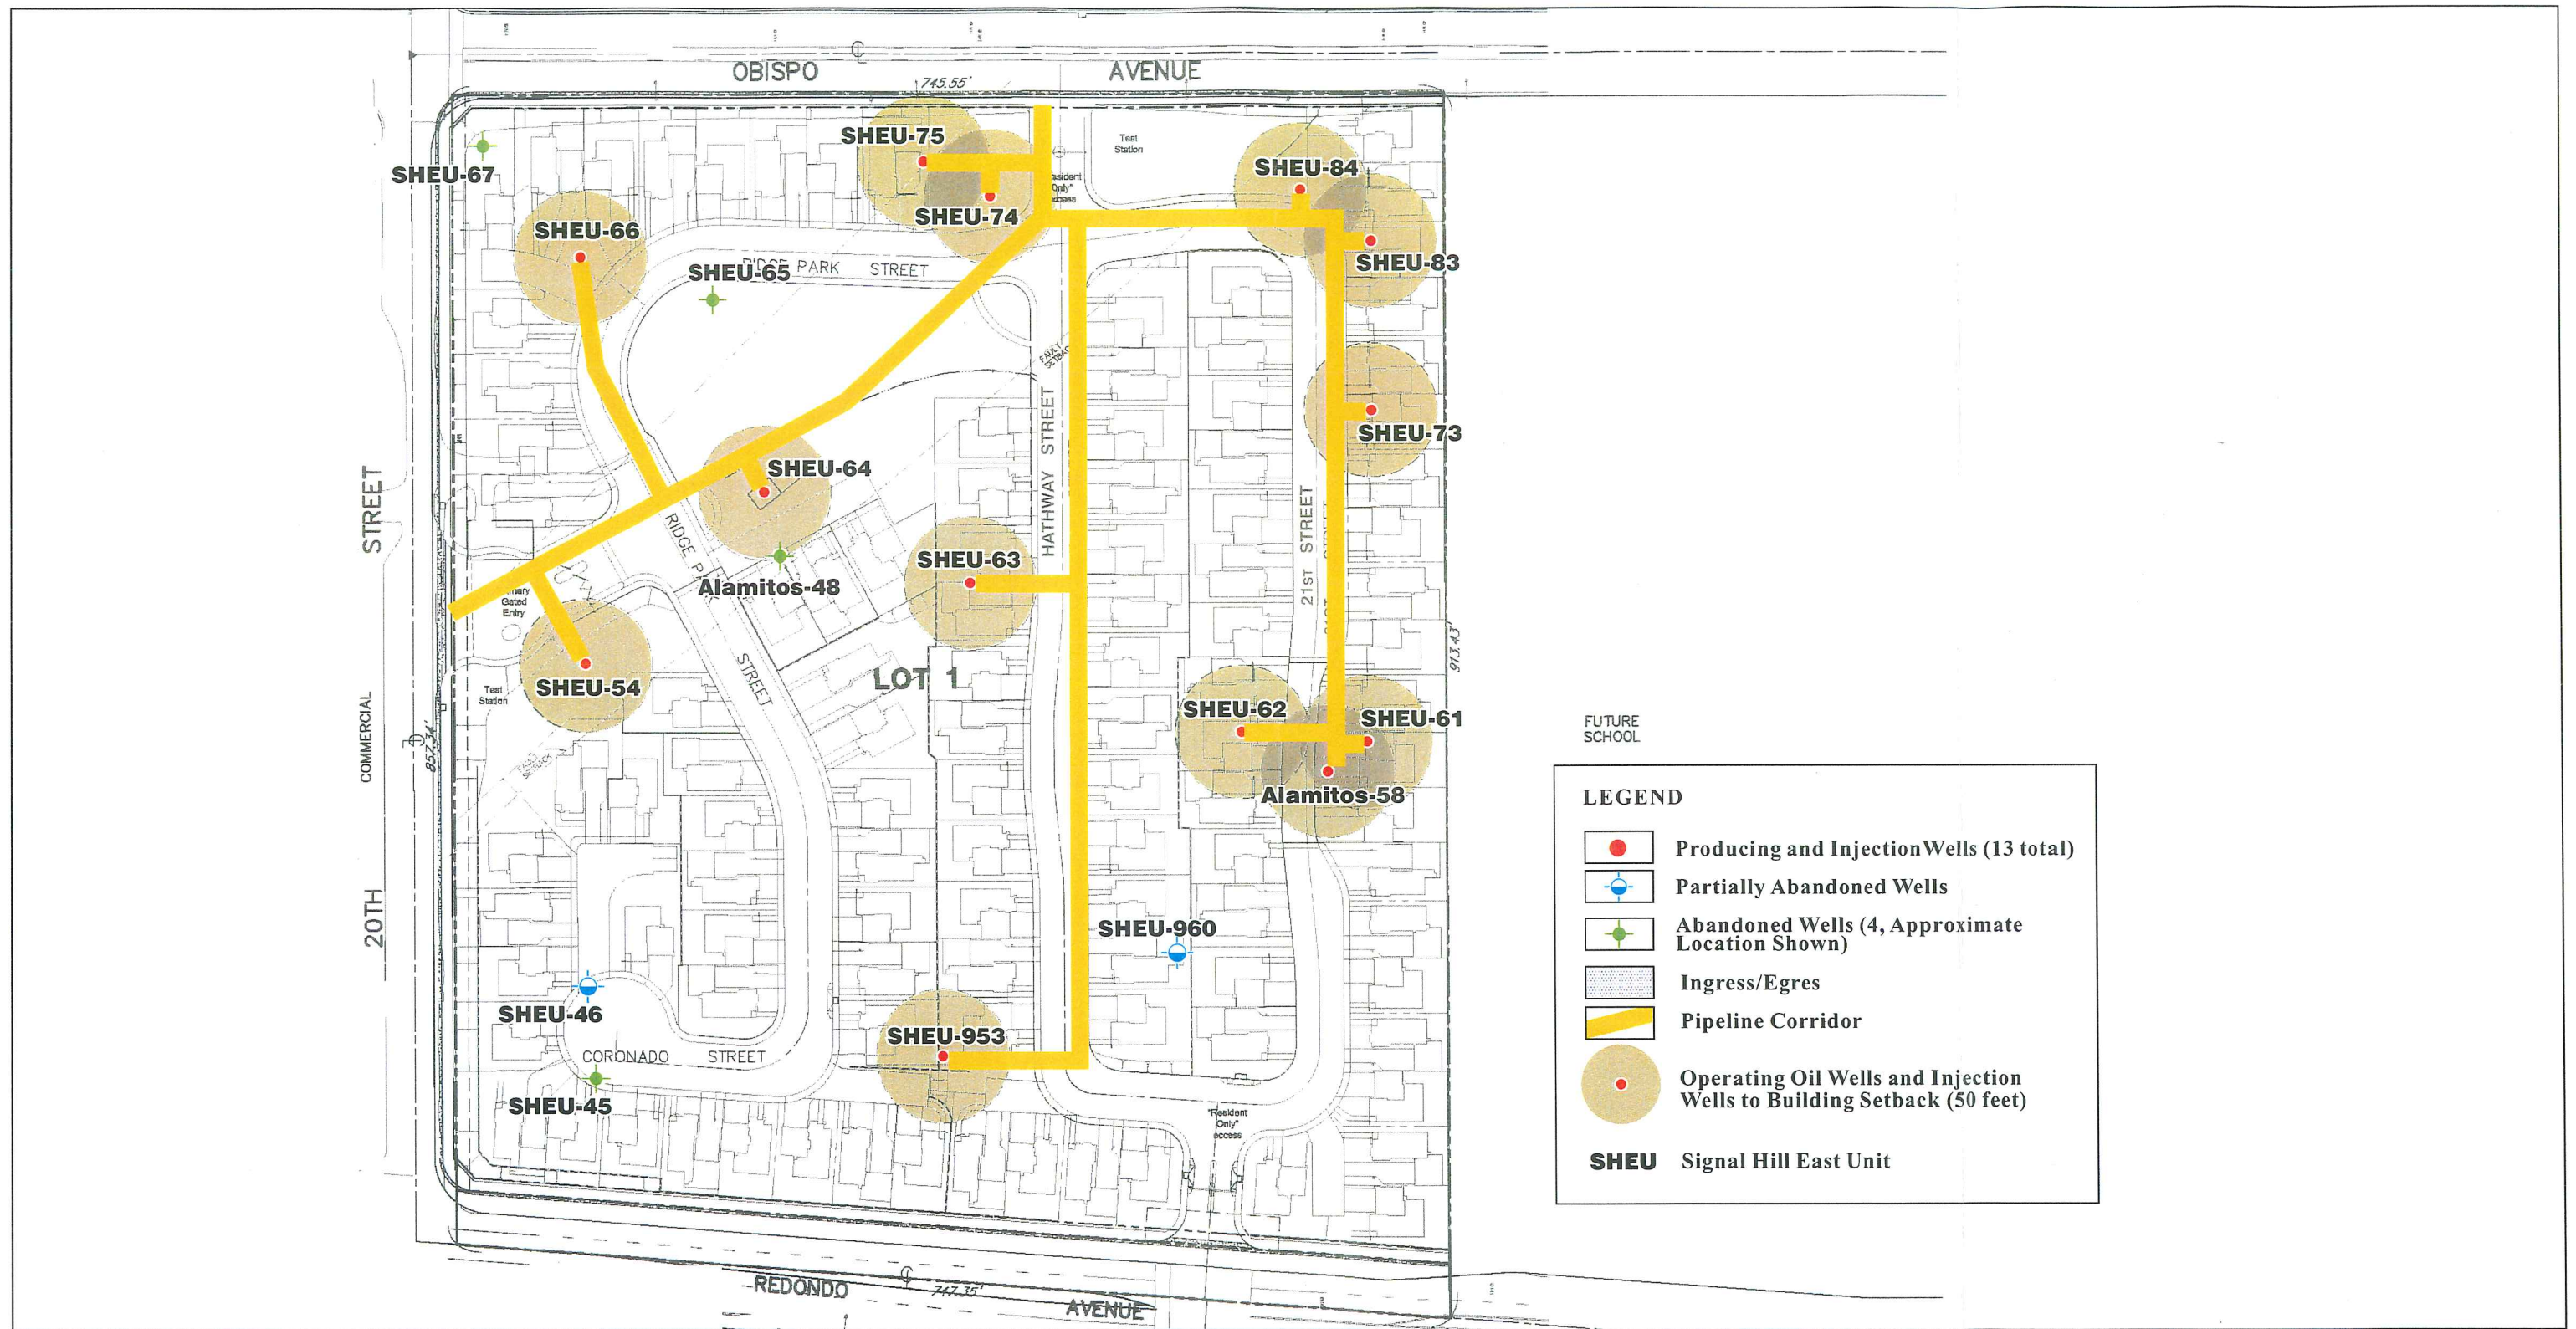 OBISPO AVENUE
745.55'
SHEU-75
Test
Station
SHEU-84
SHEU-67
Only"
SHEU-74
SHEU-66
SHEU-83
SHEU-65
PARK STREET
FAULT
SHEU-73
HATHWAY STREET
SHEU-64
STREET
21ST STREET
RIDGE
SHEU-63
Alamitos-48
Gated
Entry
913.43'
STREET
LOT 1
SHEU-54
Test
Station
SHEU-62
SHEU-61
COMMERCIAL
857.34'
FUTURE
SCHOOL
Alamitos-58
LEGEND
Producing and Injection Wells (13 total)
Partially Abandoned Wells
Abandoned Wells (4, Approximate
Location Shown)
Ingress/Egres
Pipeline Corridor
Operating Oil Wells and Injection
Wells to Building Setback (50 feet)
SHEU Signal Hill East Unit
20TH
SHEU-960
SHEU-46
SHEU-953
CORONADO STREET
SHEU-45
"Resident
Only"
access
REDONDO AVENUE
747.35'